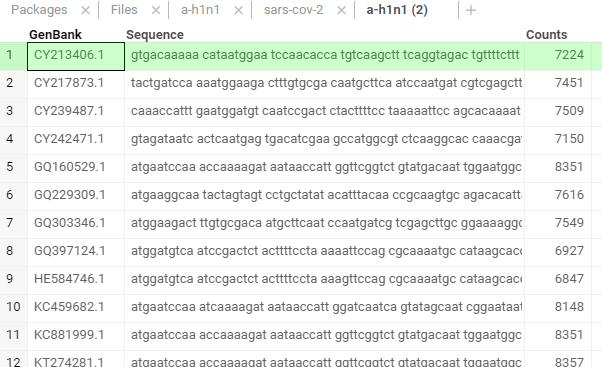 Packages Files a-h1n1 sars-cov-2 a-h1n1 (2)
GenBank Sequence Counts
1 CY213406.1 gtgacaaaaa cataatggaa tccaacacca tgtcaagctt tcaggtagac tgttttcttt 7224
2 CY217873.1 tactgatcca aaatggaaga ctttgtgcga caatgcttca atccaatgat cgtcgagctt 7451
3 CY239487.1 caaaccattt gaatggatgt caatccgact ctacttttcc taaaaattcc agcacaaaat 7509
4 CY242471.1 gtagataatc actcaatgag tgacatcgaa gccatggcgt ctcaaggcac caaacgat 7150
5 GQ160529.1 atgaatccaa accaaaagat aataaccatt ggttcggtct gtatgacaat tggaatggc 8351
6 GQ229309.1 atgaaggcaa tactagtagt cctgctatat acatttacaa ccgcaagtgc agacacatt 7616
7 GQ303346.1 atggaagact ttgtgcgaca atgcttcaat ccaatgatcg tcgagcttgc ggaaaaggc 7549
8 GQ397124.1 atggatgtca atccgactct acttttccta aaaattccag cgcaaaatgc cataagcac 6927
9 HE584746.1 atggatgtca atccgactct acttttccta aaagttccag cgcaaaatgc cataagcac 6847
10 KC459682.1 atgaatccaa atcaaaagat aataaccatt ggatcaatca gtatagcaat cggaataat 8148
11 KC881999.1 atgaatccaa accaaaagat aataaccatt ggttcggtct gtatgacaat tggaatggc 8351
12 KT274281.1 atgaatccaa accaaaagat aataaccatt ggttcggtct gtatgacaat tggaatggc 8357